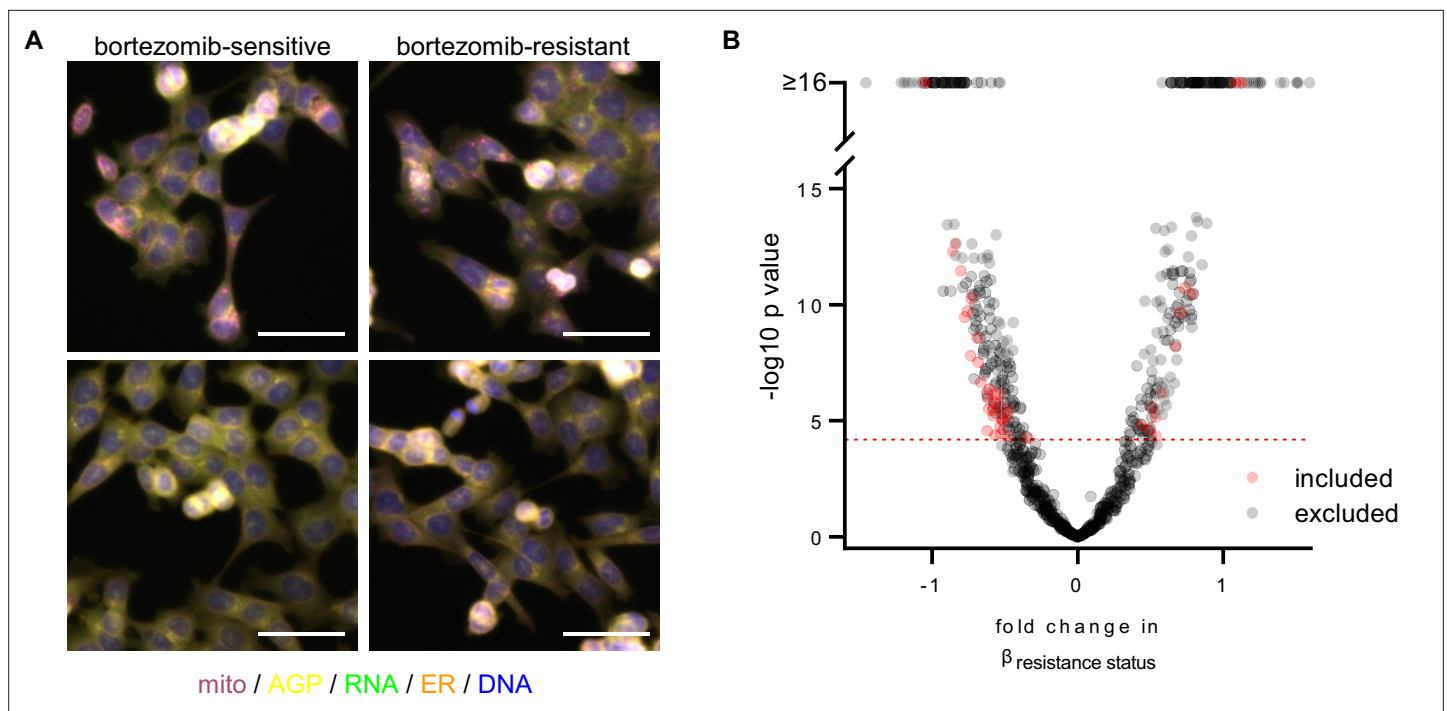 A
bortezomib-sensitive
bortezomib-resistant
mito / AGP / RNA / ER / DNA
B
≥16
15
10
5
0
-log10 p value
-1
0
1
fold change in
β resistance status
included
excluded